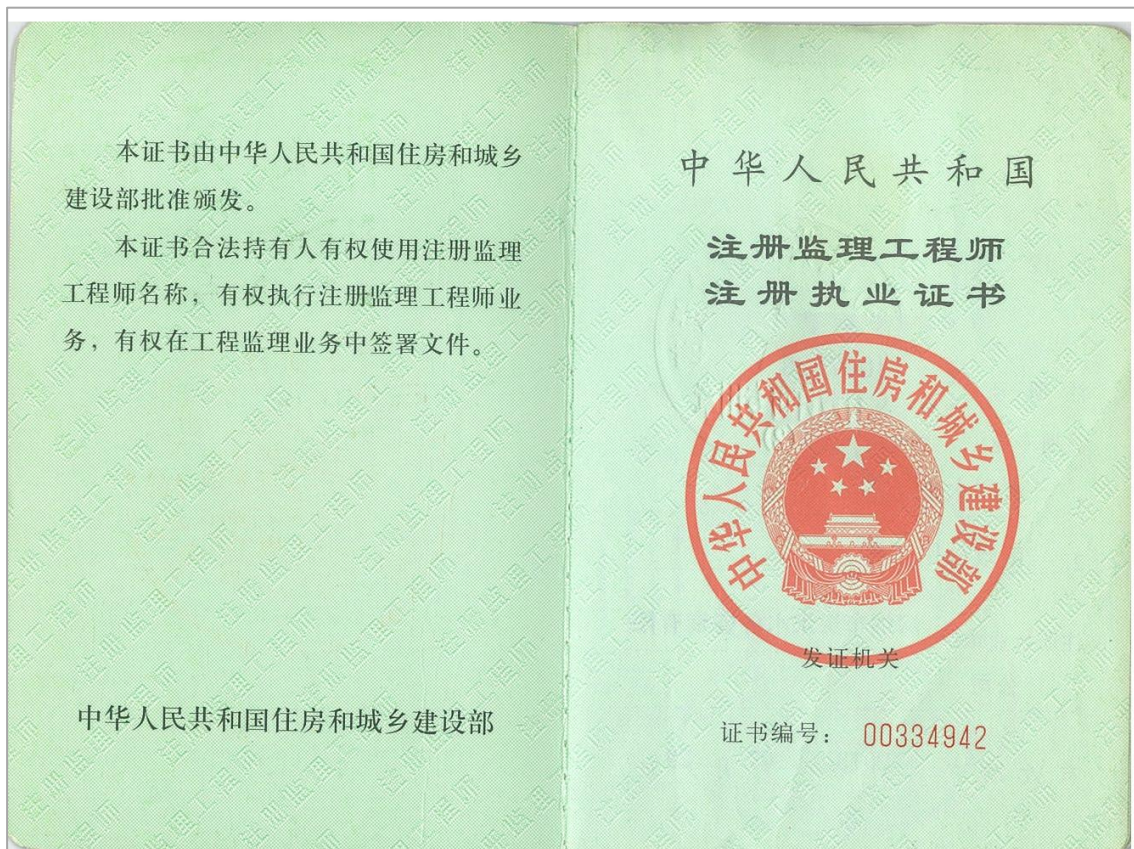 本证书由中华人民共和国住房和城乡
建设部批准颁发。
本证书合法持有人有权使用注册监理
工程师名称，有权执行注册监理工程师业
务，有权在工程监理业务中签署文件。
中华人民共和国住房和城乡建设部
中华人民共和国
注册监理工程师
注册执业证书
中华人民共和国住房和城乡建设部
发证机关
证书编号： 00334942